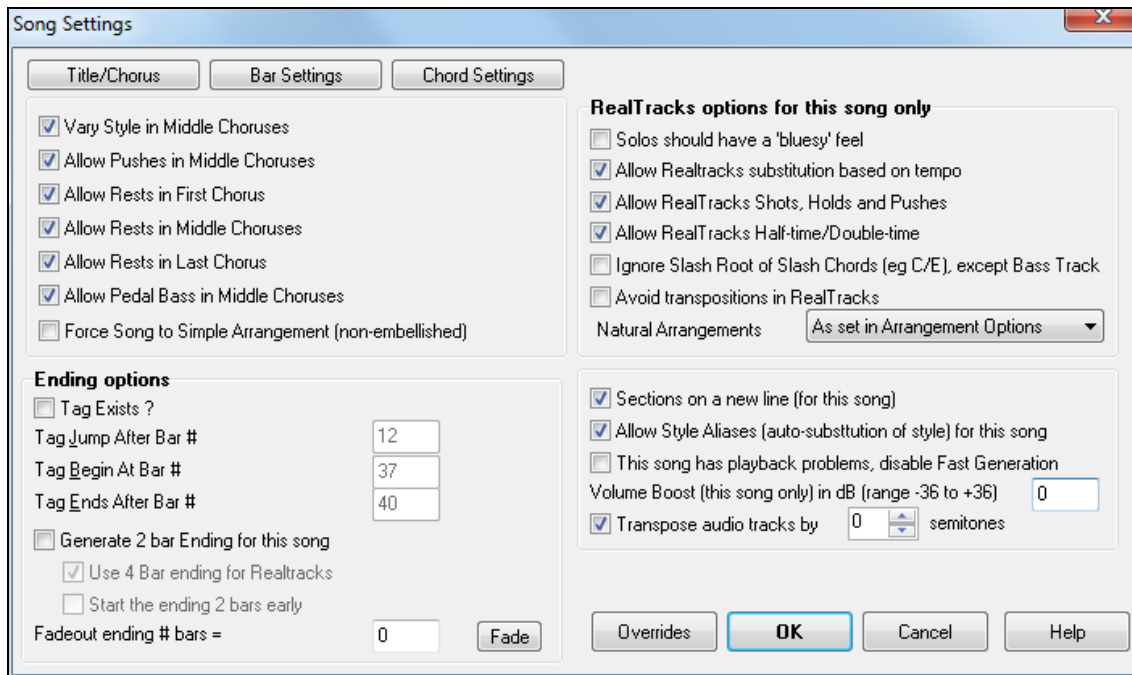 Song Settings
Title/Chorus
Bar Settings
Chord Settings
Vary Style in Middle Choruses
Allow Pushes in Middle Choruses
Allow Rests in First Chorus
Allow Rests in Middle Choruses
Allow Rests in Last Chorus
Allow Pedal Bass in Middle Choruses
Force Song to Simple Arrangement (non-embellished)
Ending options
Tag Exists ?
Tag Jump After Bar # 12
Tag Begin At Bar # 37
Tag Ends After Bar # 40
Generate 2 bar Ending for this song
Use 4 Bar ending for Realtracks
Start the ending 2 bars early
Fadeout ending # bars = 0 Fade
RealTracks options for this song only
Solos should have a 'bluesy' feel
Allow Realtracks substitution based on tempo
Allow RealTracks Shots, Holds and Pushes
Allow RealTracks Half-time/Double-time
Ignore Slash Root of Slash Chords (eg C/E), except Bass Track
Avoid transpositions in RealTracks
Natural Arrangements As set in Arrangement Options
Sections on a new line (for this song)
Allow Style Aliases (auto-substtution of style) for this song
This song has playback problems, disable Fast Generation
Volume Boost (this song only) in dB (range -36 to +36) 0
Transpose audio tracks by 0 semitones
Overrides
OK
Cancel
Help